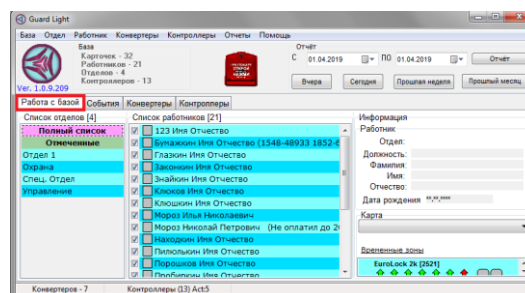 Guard Light
База Отдел Работник Конвертеры Контроллеры Отчеты Помощь
База
Карточек - 32
Работников - 21
Отделов - 4
Контроллеров - 13
Ver. 1.0.9.209
Отчёт
С 01.04.2019 ПО 01.04.2019 Отчёт
Вчера Сегодня Прошлая неделя Прошлый месяц
Работа с базой События Конвертеры Контроллеры
Список отделов [4]
Полный список
Отмеченные
Отдел 1
Охрана
Спец. Отдел
Управление
Список работников [21]
123 Имя Отчество
Бумажкин Имя Отчество (1548-48933 1852-6
Глазкин Имя Отчество
Законкин Имя Отчество
Знайкин Имя Отчество
Клюков Имя Отчество
Клюшкин Имя Отчество
Мороз Илья Николаевич
Мороз Николай Петрович (Не оплатил до 2
Находкин Имя Отчество
Пилюлькин Имя Отчество
Порошков Имя Отчество
Пробиркин Имя Отчество
Информация
Работник
Отдел:
Должность:
Фамилия:
Имя:
Отчество:
Дата рождения **.**.****
Карта
Временные зоны
EuroLock 2k [2521]
Конвертеров - 7 Контроллеры (13) Act:5